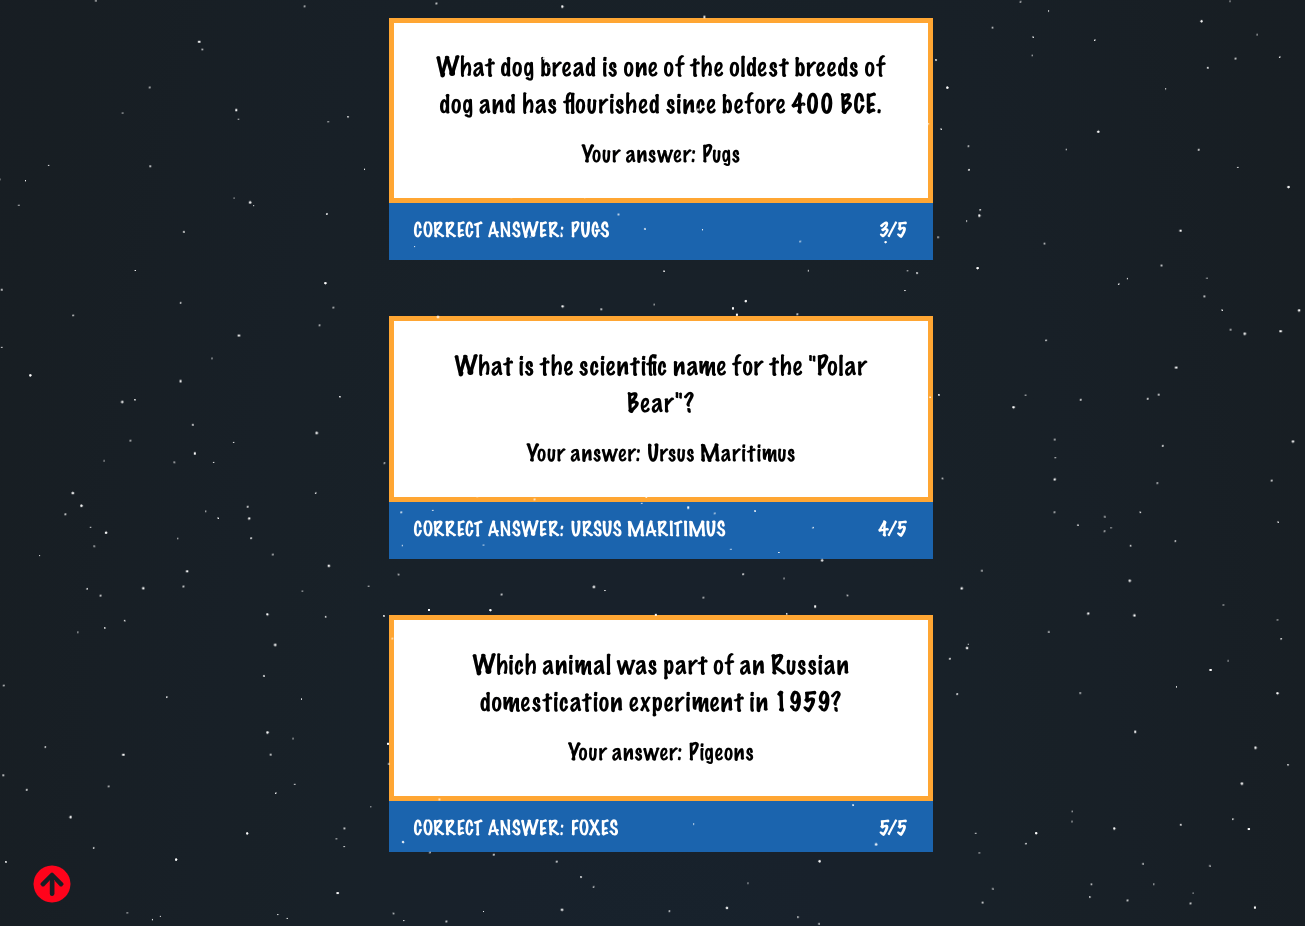 What dog bread is one of the oldest breeds of
dog and has flourished since before 400 BCE.
Your answer: Pugs
CORRECT ANSWER: PUGS 3/5
What is the scientific name for the "Polar
Bear"?
Your answer: Ursus Maritimus
CORRECT ANSWER: URSUS MARITIMUS 4/5
Which animal was part of an Russian
domestication experiment in 1959?
Your answer: Pigeons
CORRECT ANSWER: FOXES 5/5